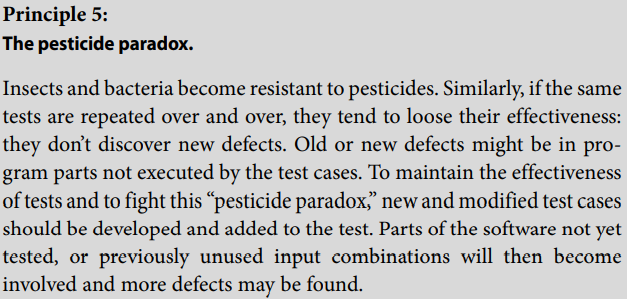 Principle 5:
The pesticide paradox.
Insects and bacteria become resistant to pesticides. Similarly, if the same
tests are repeated over and over, they tend to loose their effectiveness:
they don’t discover new defects. Old or new defects might be in pro-
gram parts not executed by the test cases. To maintain the effectiveness
of tests and to fight this “pesticide paradox,” new and modified test cases
should be developed and added to the test. Parts of the software not yet
tested, or previously unused input combinations will then become
involved and more defects may be found.